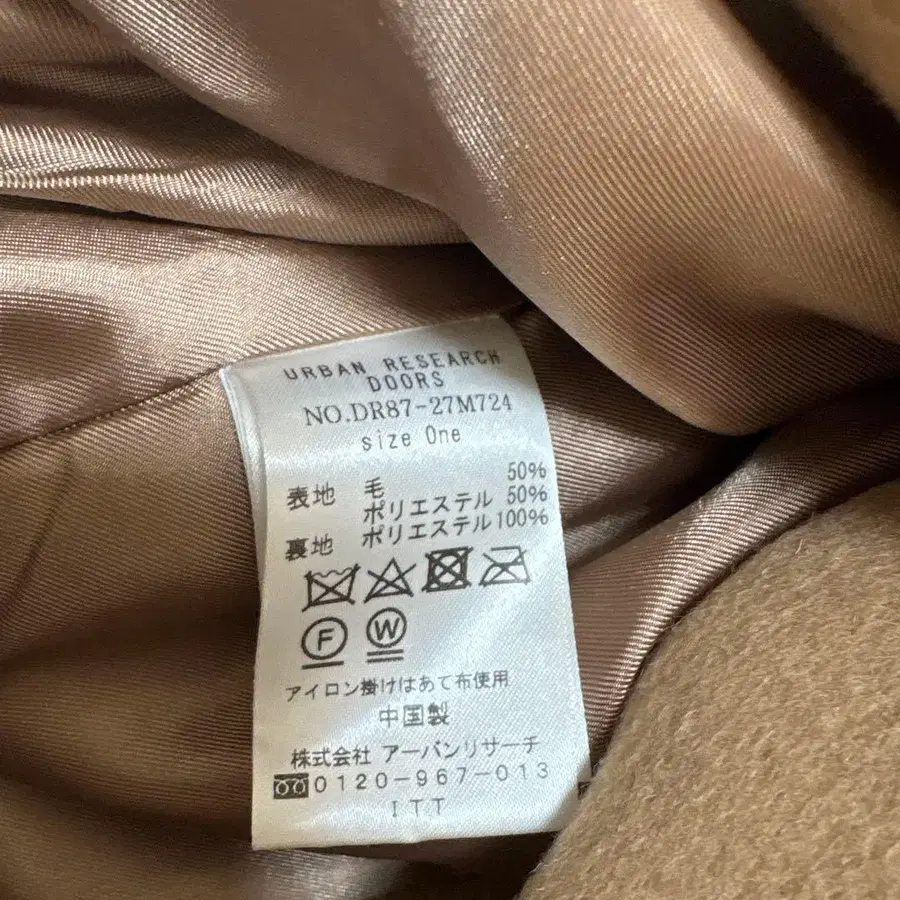 URBAN RESEARCH
DOORS
NO.DR87-27M724
size One
表地 毛 50%
ポリエステル 50%
裏地 ポリエステル 100%
F W
アイロン掛けはあて布使用
中国製
株式会社 アーバンリサーチ
0120-967-013
ITT